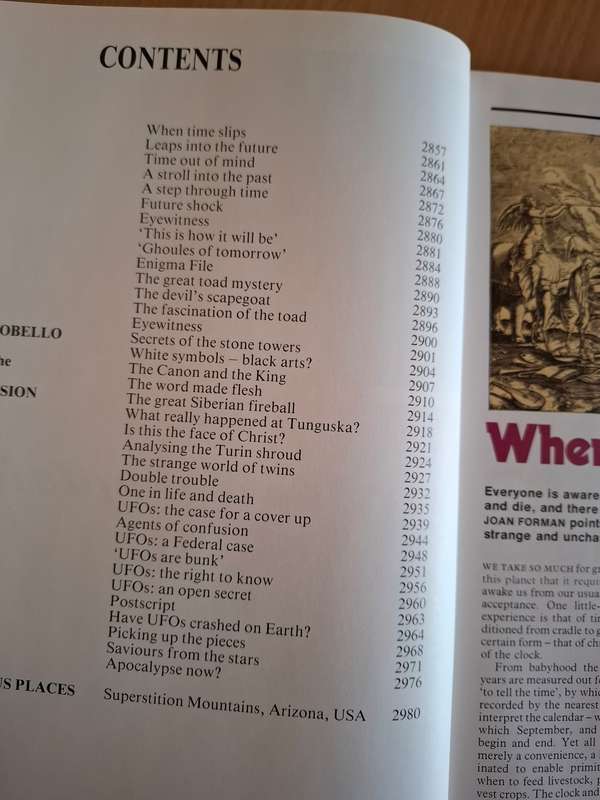 CONTENTS
When time slips 2857
Leaps into the future 2861
Time out of mind 2864
A stroll into the past 2867
A step through time 2872
Future shock 2876
Eyewitness 2880
‘This is how it will be’ 2881
‘Ghoules of tomorrow’ 2884
Enigma File 2888
The great toad mystery 2890
The devil’s scapegoat 2893
The fascination of the toad 2896
Eyewitness 2900
OBELLO
Secrets of the stone towers 2901
he
White symbols – black arts? 2904
The Canon and the King 2907
SION
The word made flesh 2910
The great Siberian fireball 2914
What really happened at Tunguska? 2918
Is this the face of Christ? 2921
Analysing the Turin shroud 2924
The strange world of twins 2927
Double trouble 2932
One in life and death 2935
UFOs: the case for a cover up 2939
Agents of confusion 2944
UFOs: a Federal case 2948
‘UFOs are bunk’ 2951
UFOs: the right to know 2956
UFOs: an open secret 2960
Postscript 2963
Have UFOs crashed on Earth? 2964
Picking up the pieces 2968
Saviours from the stars 2971
Apocalypse now? 2976
US PLACES Superstition Mountains, Arizona, USA 2980
When
Everyone is aware
and die, and there
JOAN FORMAN point
strange and uncha
WE TAKE SO MUCH for gr
this planet that it requi
awake us from our usua
acceptance. One little-
experience is that of tim
ditioned from cradle to g
certain form – that of ch
of the clock.
From babyhood the
years are measured out fo
‘to tell the time’, by whic
recorded by the nearest
interpret the calendar – w
which September, and
begin and end. Yet all
merely a convenience, a
inated to enable primit
when to feed livestock, p
vest crops. The clock and